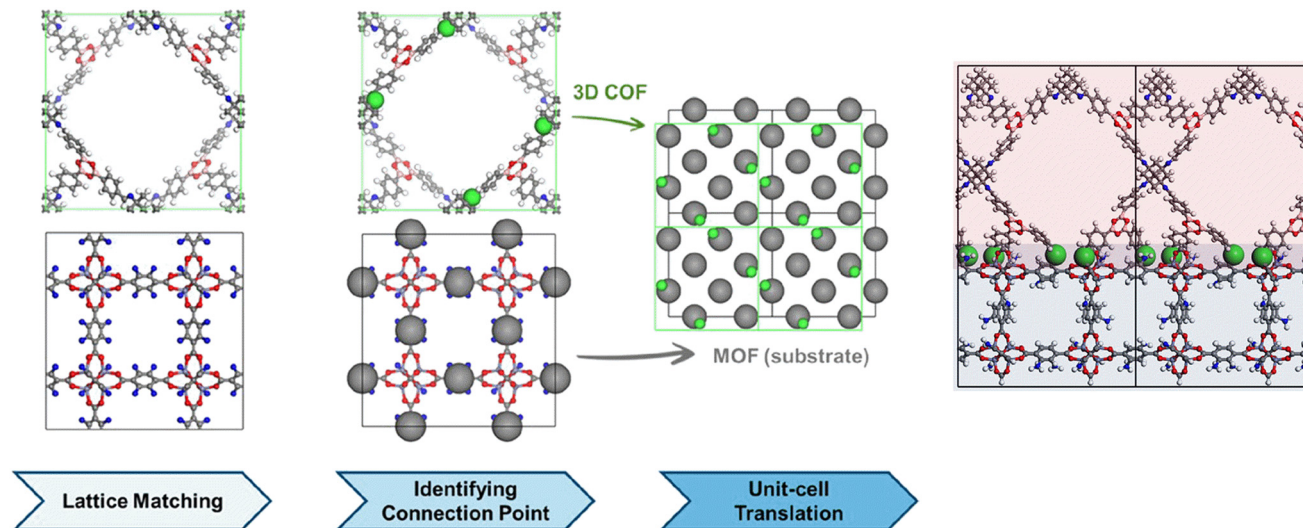 3D COF
MOF (substrate)
Lattice Matching
Identifying
Connection Point
Unit-cell
Translation